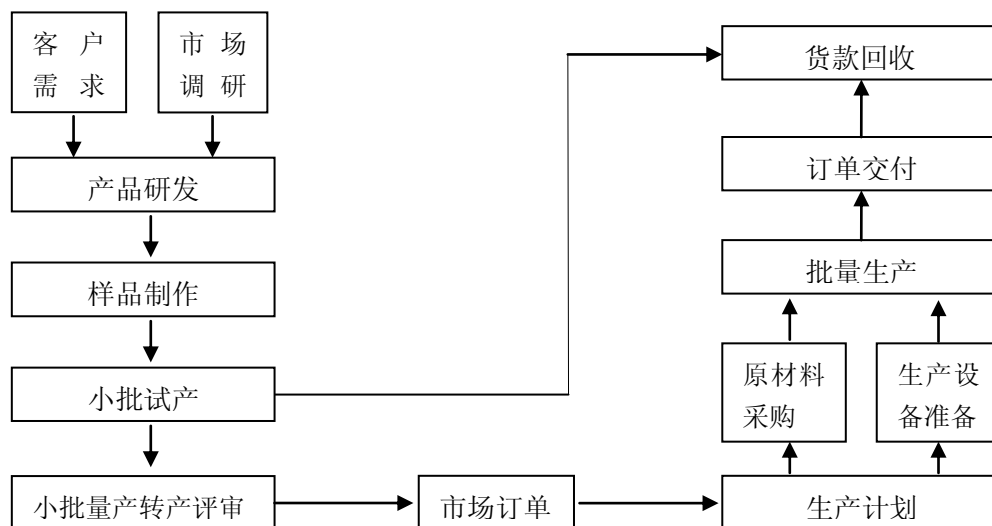 客户
需求
市场
调研
产品研发
样品制作
小批试产
小批量产转产评审
市场订单
生产计划
原材料
采购
生产设
备准备
批量生产
订单交付
货款回收